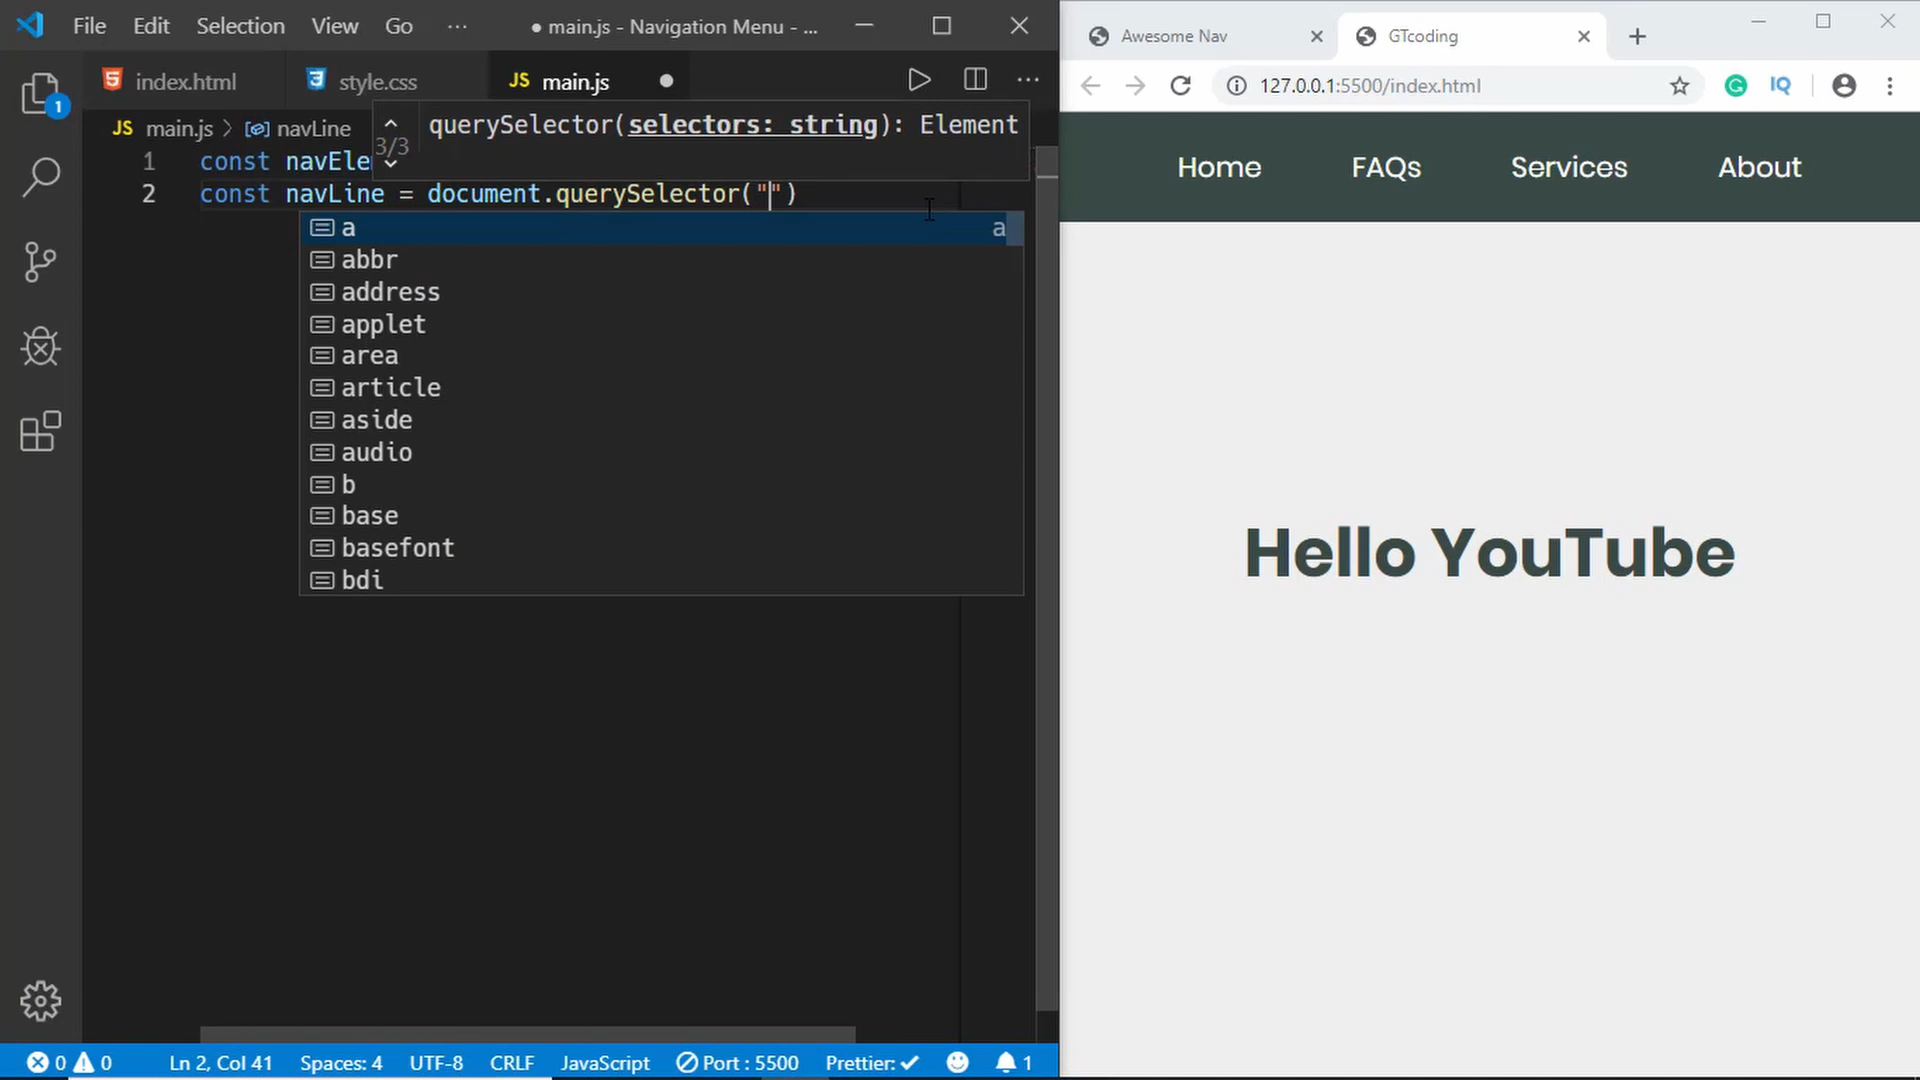 File Edit Selection View Go ··· ● main.js - Navigation Menu - ...
index.html style.css JS main.js ●
JS main.js > navLine
3/3 querySelector(selectors: string): Element
1 const navEle
2 const navLine = document.querySelector("")
a a
abbr
address
applet
area
article
aside
audio
b
base
basefont
bdi
1
0 0 Ln 2, Col 41 Spaces: 4 UTF-8 CRLF JavaScript Port : 5500 Prettier: ✓ 1
Awesome Nav GTcoding
127.0.0.1:5500/index.html IQ
Home FAQs Services About
Hello YouTube